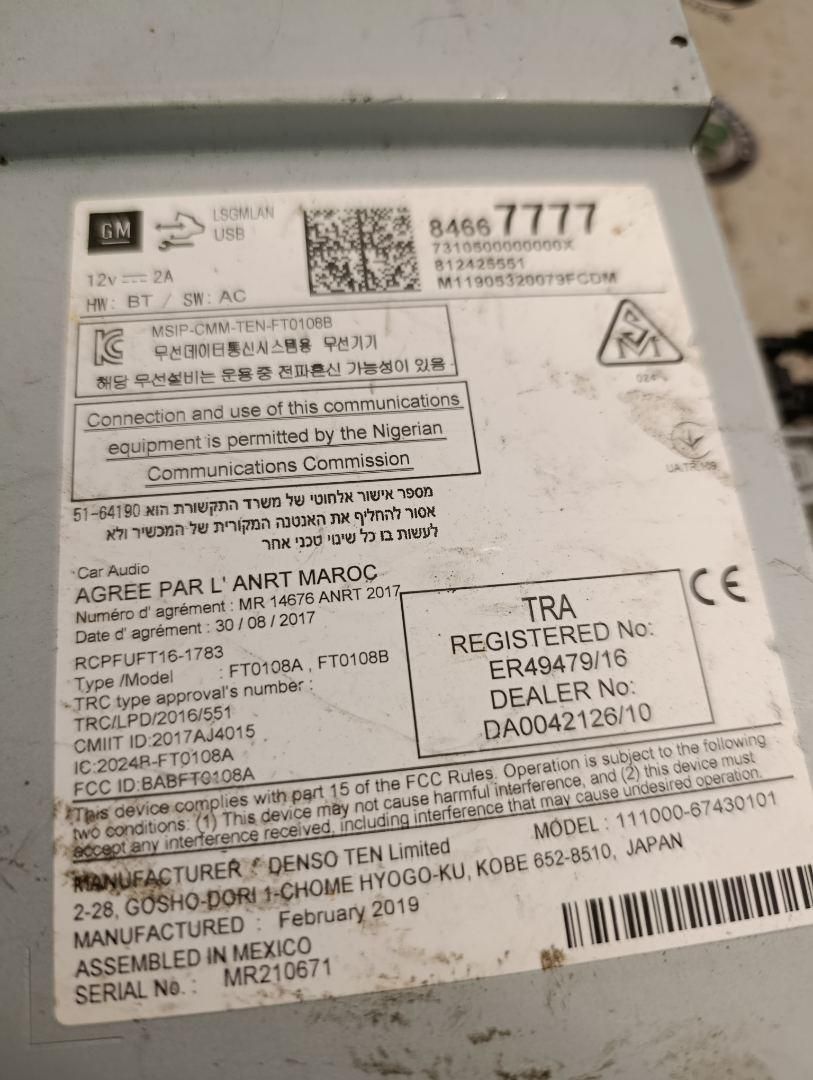 GM
LSGMLAN
USB
84667777
7310500000000X
812425551
M11905320079FCDM
12v 2A
HW: BT / SW: AC
MSIP-CMM-TEN-FT0108B
무선데이터통신시스템용 무선기기
해당 무선설비는 운용 중 전파혼신 가능성이 있음
024
UA.TR.109
Connection and use of this communications
equipment is permitted by the Nigerian
Communications Commission
מספר אישור אלחוטי של משרד התקשורת הוא 51-64190
אסור להחליף את האנטנה המקורית של המכשיר ולא
לעשות בו כל שינוי טכני אחר
Car Audio
AGREE PAR L' ANRT MAROC
Numéro d' agrément : MR 14676 ANRT 2017
Date d' agrément : 30 / 08 / 2017
RCPFUFT16-1783
Type /Model : FT0108A , FT0108B
TRC type approval's number :
TRC/LPD/2016/551
CMIIT ID:2017AJ4015
IC:2024B-FT0108A
FCC ID:BABFT0108A
CE
TRA
REGISTERED No:
ER49479/16
DEALER No:
DA0042126/10
This device complies with part 15 of the FCC Rules. Operation is subject to the following
two conditions: (1) This device may not cause harmful interference, and (2) this device must
accept any interference received, including interference that may cause undesired operation.
MANUFACTURER : DENSO TEN Limited
MODEL : 111000-67430101
2-28, GOSHO-DORI 1-CHOME HYOGO-KU, KOBE 652-8510, JAPAN
MANUFACTURED : February 2019
ASSEMBLED IN MEXICO
SERIAL No. : MR210671